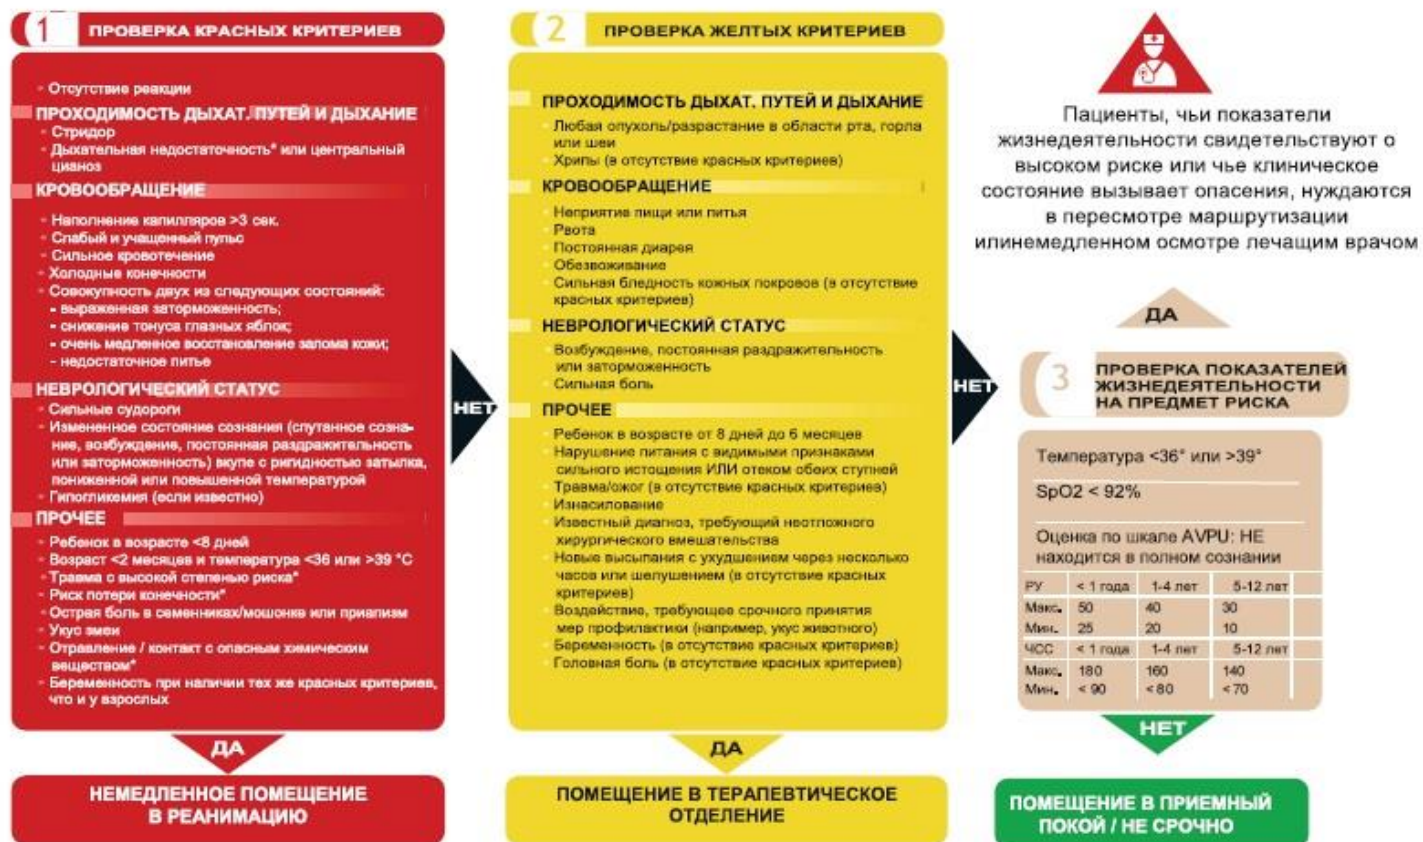 1 ПРОВЕРКА КРАСНЫХ КРИТЕРИЕВ
Отсутствие реакции
ПРОХОДИМОСТЬ ДЫХАТ. ПУТЕЙ И ДЫХАНИЕ
Стридор
Дыхательная недостаточность* или центральный
цианоз
КРОВООБРАЩЕНИЕ
Наполнение капилляров >3 сек.
Слабый и учащенный пульс
Сильное кровотечение
Холодные конечности
Совокупность двух из следующих состояний:
- выраженная заторможенность;
- снижение тонуса глазных яблок;
- очень медленное восстановление залома кожи;
- недостаточное питье
НЕВРОЛОГИЧЕСКИЙ СТАТУС
Сильные судороги
Измененное состояние сознания (спутанное созна-
ние, возбуждение, постоянная раздражительность
или заторможенность) вкупе с ригидностью затылка,
пониженной или повышенной температурой
Гипогликемия (если известно)
ПРОЧЕЕ
Ребенок в возрасте <8 дней
Возраст <2 месяцев и температура <36 или >39 °C
Травма с высокой степенью риска*
Риск потери конечности*
Острая боль в семенниках/мошонке или приапизм
Укус змеи
Отравление / контакт с опасным химическим
веществом*
Беременность при наличии тех же красных критериев,
что и у взрослых
ДА
НЕМЕДЛЕННОЕ ПОМЕЩЕНИЕ
В РЕАНИМАЦИЮ
НЕТ
2 ПРОВЕРКА ЖЕЛТЫХ КРИТЕРИЕВ
ПРОХОДИМОСТЬ ДЫХАТ. ПУТЕЙ И ДЫХАНИЕ
Любая опухоль/разрастание в области рта, горла
или шеи
Хрипы (в отсутствие красных критериев)
КРОВООБРАЩЕНИЕ
Неприятие пищи или питья
Рвота
Постоянная диарея
Обезвоживание
Сильная бледность кожных покровов (в отсутствие
красных критериев)
НЕВРОЛОГИЧЕСКИЙ СТАТУС
Возбуждение, постоянная раздражительность
или заторможенность
Сильная боль
ПРОЧЕЕ
Ребенок в возрасте от 8 дней до 6 месяцев
Нарушение питания с видимыми признаками
сильного истощения ИЛИ отеком обеих ступней
Травма/ожог (в отсутствие красных критериев)
Изнасилование
Известный диагноз, требующий неотложного
хирургического вмешательства
Новые высыпания с ухудшением через несколько
часов или шелушением (в отсутствие красных
критериев)
Воздействие, требующее срочного принятия
мер профилактики (например, укус животного)
Беременность (в отсутствие красных критериев)
Головная боль (в отсутствие красных критериев)
ДА
ПОМЕЩЕНИЕ В ТЕРАПЕВТИЧЕСКОЕ
ОТДЕЛЕНИЕ
НЕТ
Пациенты, чьи показатели
жизнедеятельности свидетельствуют о
высоком риске или чье клиническое
состояние вызывает опасения, нуждаются
в пересмотре маршрутизации
илинемедленном осмотре лечащим врачом
ДА
3 ПРОВЕРКА ПОКАЗАТЕЛЕЙ
ЖИЗНЕДЕЯТЕЛЬНОСТИ
НА ПРЕДМЕТ РИСКА
Температура <36° или >39°
SpO2 < 92%
Оценка по шкале AVPU: НЕ
находится в полном сознании
РУ < 1 года 1-4 лет 5-12 лет
Макс. 50 40 30
Мин. 25 20 10
ЧСС < 1 года 1-4 лет 5-12 лет
Макс. 180 160 140
Мин. < 90 < 80 < 70
НЕТ
ПОМЕЩЕНИЕ В ПРИЕМНЫЙ
ПОКОЙ / НЕ СРОЧНО